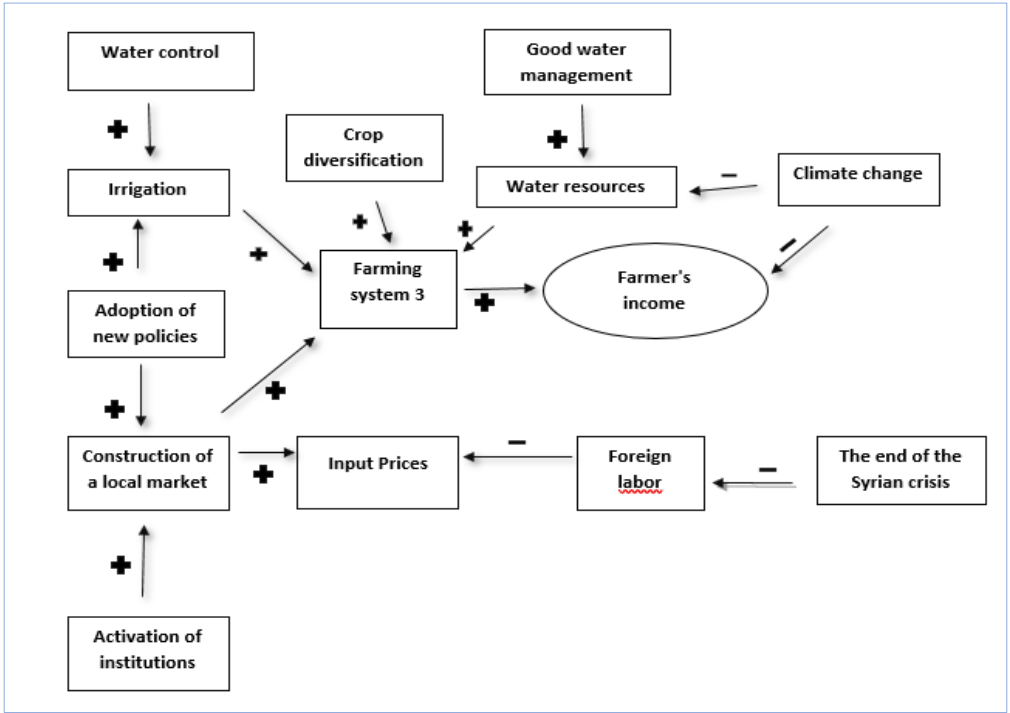 Water control
Good water
management
Crop
diversification
Climate change
Irrigation
Water resources
Farming
system 3
Farmer's
income
Adoption of
new policies
Construction of
a local market
Input Prices
Foreign
labor
The end of the
Syrian crisis
Activation of
institutions